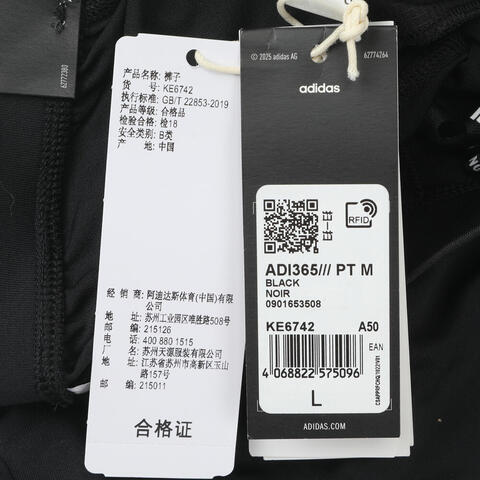 62772380
产品名称: 裤子
货 号: KE6742
执行标准: GB/T 22853-2019
产品等级: 合格品
检验合格: 检18
安全类别: B类
产 地: 中国
经 销 商: 阿迪达斯体育(中国)有限
公司
地 址: 苏州工业园区唯胜路508号
邮 编: 215126
电 话: 400 880 1515
制 造 商: 苏州天源服装有限公司
地 址: 江苏省苏州市高新区玉山
路157号
邮 编: 215011
合格证
© 2025 adidas AG
62774264
adidas
RFID
ADI365/// PT M
BLACK
NOIR
0901653508
KE6742 A50
EAN
4 068822 575096
L
ADIDAS.COM